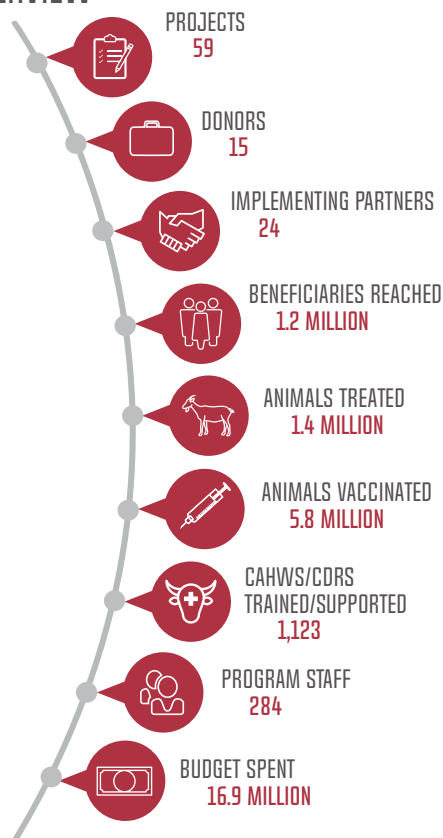 PROJECTS
59
DONORS
15
IMPLEMENTING PARTNERS
24
BENEFICIARIES REACHED
1.2 MILLION
ANIMALS TREATED
1.4 MILLION
ANIMALS VACCINATED
5.8 MILLION
CAHWS/CDRS
TRAINED/SUPPORTED
1,123
PROGRAM STAFF
284
BUDGET SPENT
16.9 MILLION